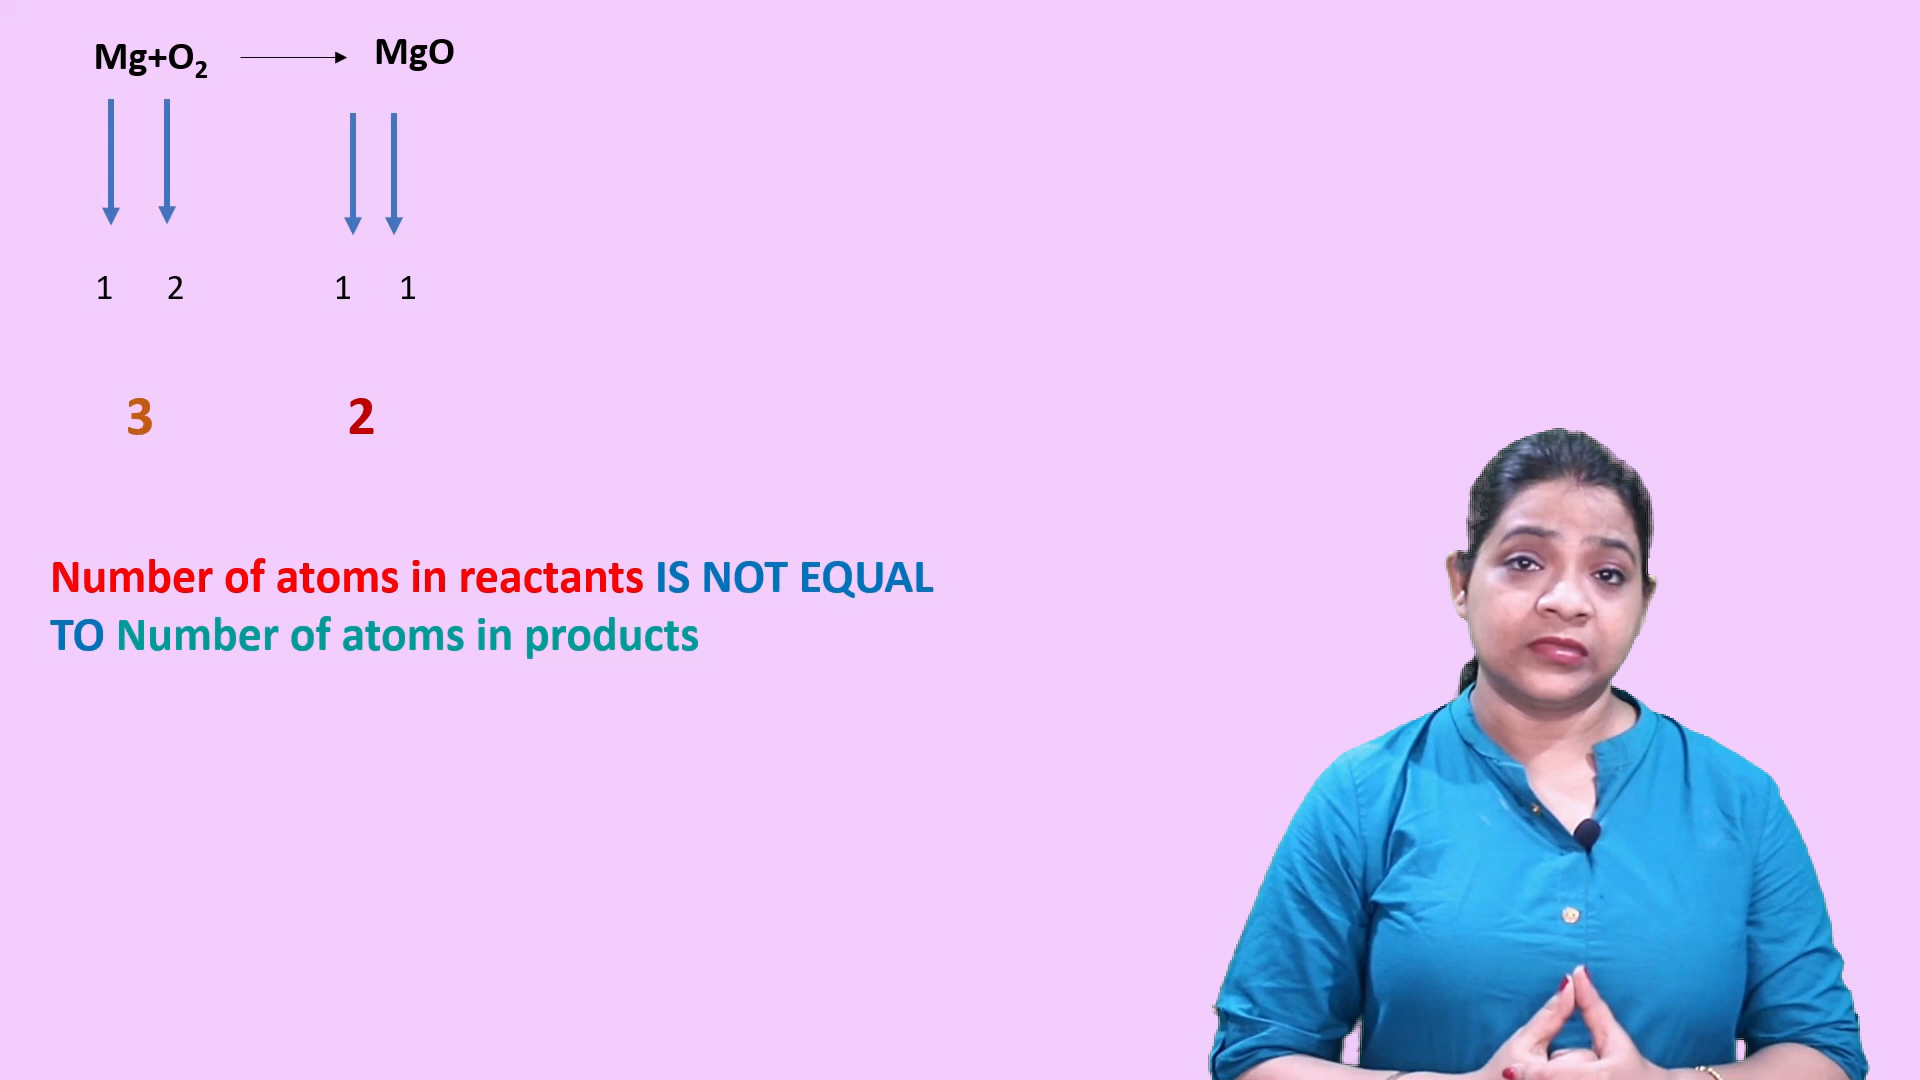 Mg+O₂ ⟶ MgO
1 2 1 1
3 2
Number of atoms in reactants IS NOT EQUAL
TO Number of atoms in products